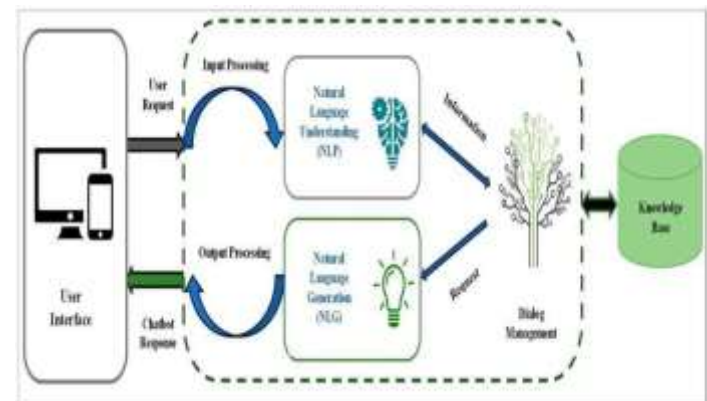 User
Request
Input Processing
Natural
Language
Understanding
(NLP)
Information
Knowledge
Base
User
Interface
Output Processing
Chatbot
Response
Natural
Language
Generation
(NLG)
Request
Dialog
Management